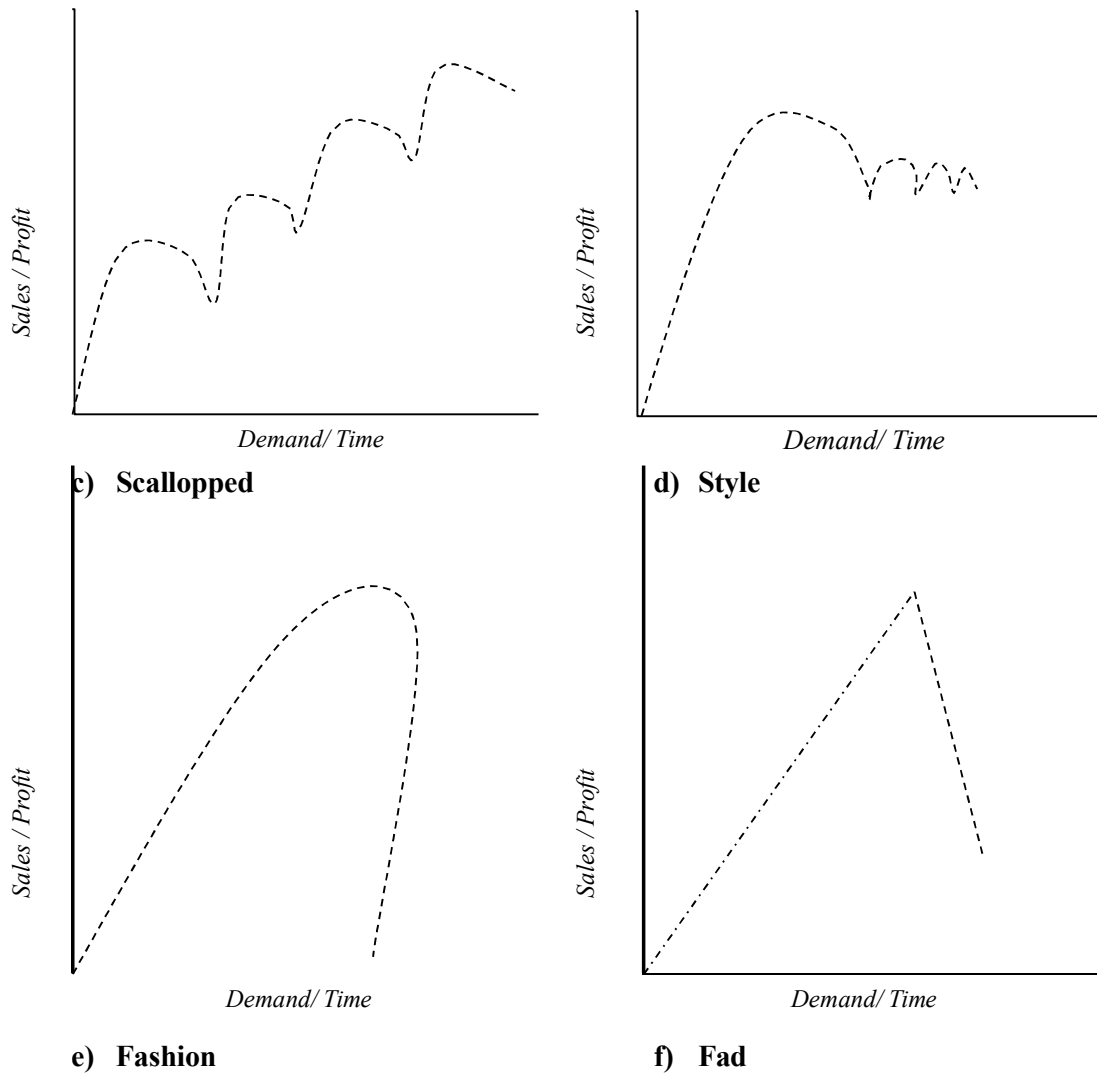 Sales / Profit
Demand/ Time
c) Scallopped
Sales / Profit
Demand/ Time
d) Style
Sales / Profit
Demand/ Time
e) Fashion
Sales / Profit
Demand/ Time
f) Fad